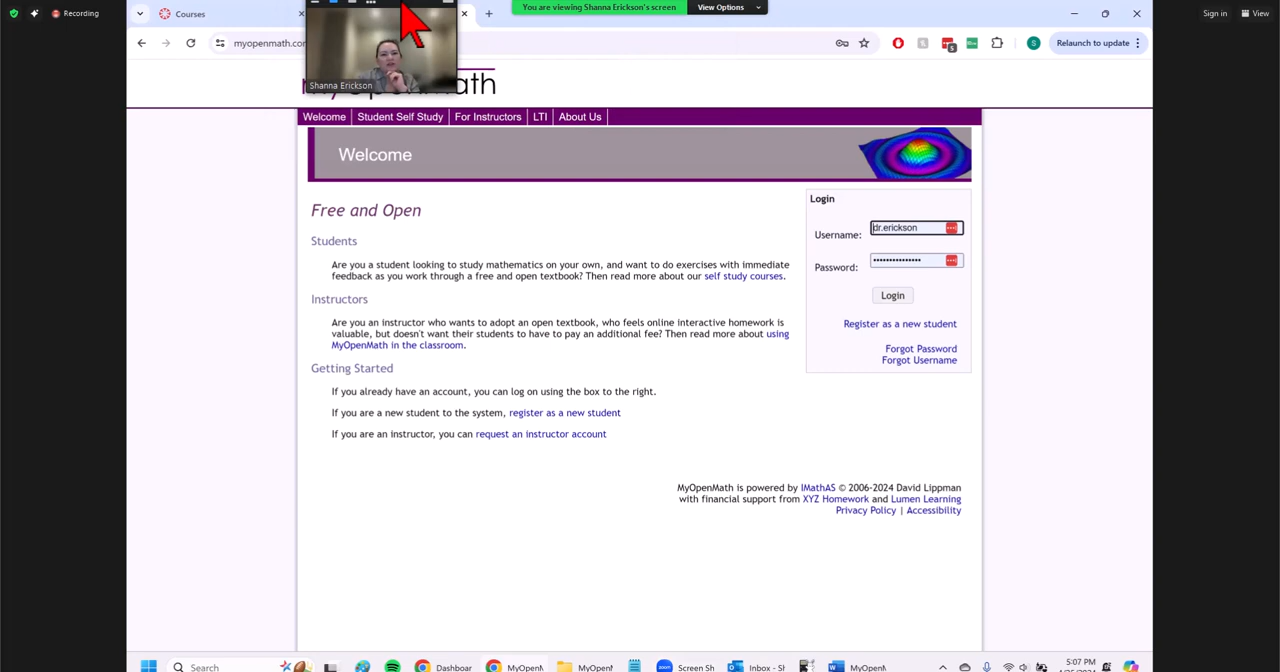 Recording
Courses
You are viewing Shanna Erickson's screen
View Options
Sign in
View
myopenmath.com
Relaunch to update
Shanna Erickson
Welcome
Student Self Study
For Instructors
LTI
About Us
Welcome
Free and Open
Students
Are you a student looking to study mathematics on your own, and want to do exercises with immediate
feedback as you work through a free and open textbook? Then read more about our self study courses.
Instructors
Are you an instructor who wants to adopt an open textbook, who feels online interactive homework is
valuable, but doesn't want their students to have to pay an additional fee? Then read more about using
MyOpenMath in the classroom.
Getting Started
If you already have an account, you can log on using the box to the right.
If you are a new student to the system, register as a new student
If you are an instructor, you can request an instructor account
Login
Username: dr.erickson
Password: •••••••••••••••
Login
Register as a new student
Forgot Password
Forgot Username
MyOpenMath is powered by IMathAS © 2006-2024 David Lippman
with financial support from XYZ Homework and Lumen Learning
Privacy Policy | Accessibility
Search
Dashboar
MyOpenM
MyOpenM
Screen Sh
Inbox - Sh
MyOpenM
5:07 PM